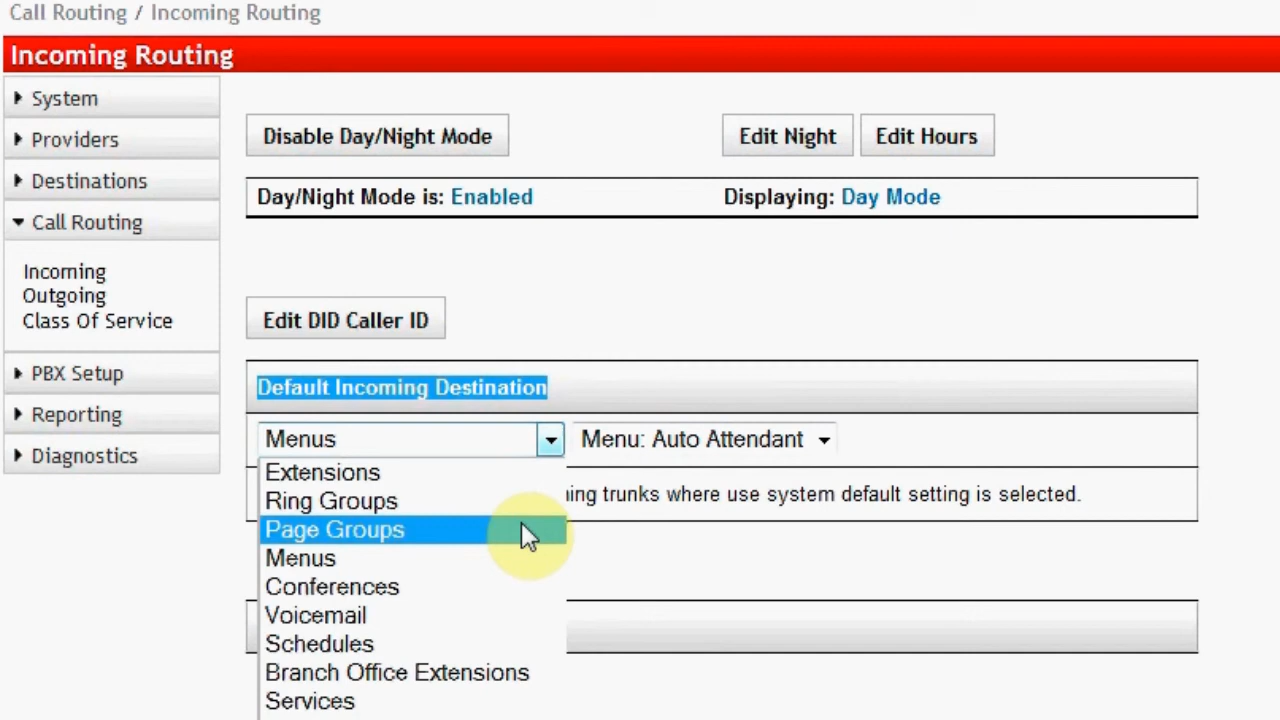 Call Routing / Incoming Routing
Incoming Routing
System
Providers
Destinations
Call Routing
Incoming
Outgoing
Class Of Service
PBX Setup
Reporting
Diagnostics
Disable Day/Night Mode
Edit Night
Edit Hours
Day/Night Mode is: Enabled
Displaying: Day Mode
Edit DID Caller ID
Default Incoming Destination
Menus
Menu: Auto Attendant
Extensions
Ring Groups
Page Groups
Menus
Conferences
Voicemail
Schedules
Branch Office Extensions
Services
trunks where use system default setting is selected.